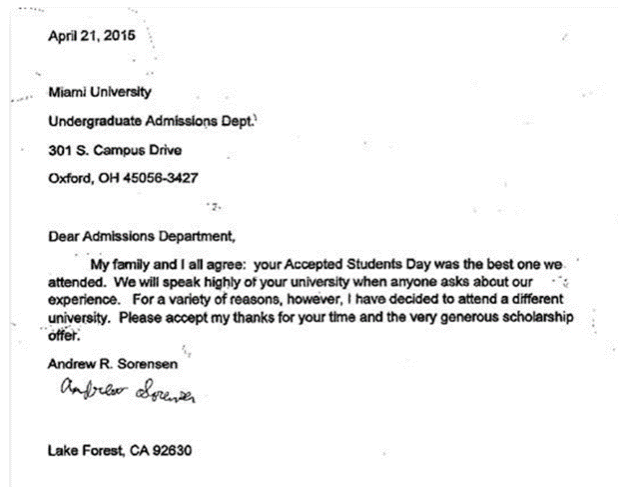 April 21, 2015
Miami University
Undergraduate Admissions Dept.
301 S. Campus Drive
Oxford, OH 45056-3427
Dear Admissions Department,
My family and I all agree: your Accepted Students Day was the best one we
attended. We will speak highly of your university when anyone asks about our
experience. For a variety of reasons, however, I have decided to attend a different
university. Please accept my thanks for your time and the very generous scholarship
offer.
Andrew R. Sorensen
Andrew Sorensen
Lake Forest, CA 92630